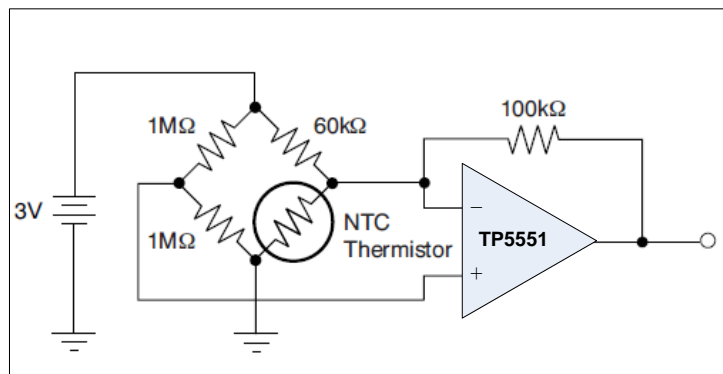 1MΩ
60kΩ
100kΩ
3V
1MΩ
NTC
Thermistor
−
TP5551
+